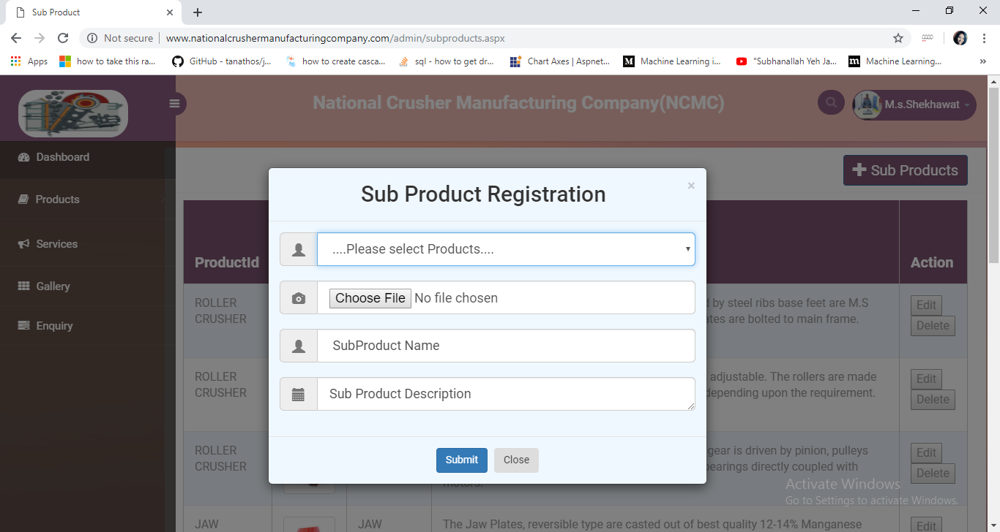 Sub Product
Not secure
www.nationalcrushermanufacturingcompany.com/admin/subproducts.aspx
Apps
how to take this ra...
GitHub - tanathos/j...
how to create casca...
sql - how to get dr...
Chart Axes | Aspnet...
Machine Learning i...
"Subhanallah Yeh Ja...
Machine Learning...
National Crusher Manufacturing Company(NCMC)
M.s.Shekhawat
Dashboard
Products
Services
Gallery
Enquiry
Sub Products
Sub Product Registration
×
....Please select Products....
Choose File No file chosen
SubProduct Name
Sub Product Description
Submit
Close
ProductId
Action
ROLLER
CRUSHER
d by steel ribs base feet are M.S
ates are bolted to main frame.
Edit
Delete
ROLLER
CRUSHER
adjustable. The rollers are made
depending upon the requirement.
Edit
Delete
ROLLER
CRUSHER
gear is driven by pinion, pulleys
bearings directly coupled with
motors.
Edit
Delete
JAW
JAW
The Jaw Plates, reversible type are casted out of best quality 12-14% Manganese
Edit
Activate Windows
Go to Settings to activate Windows.